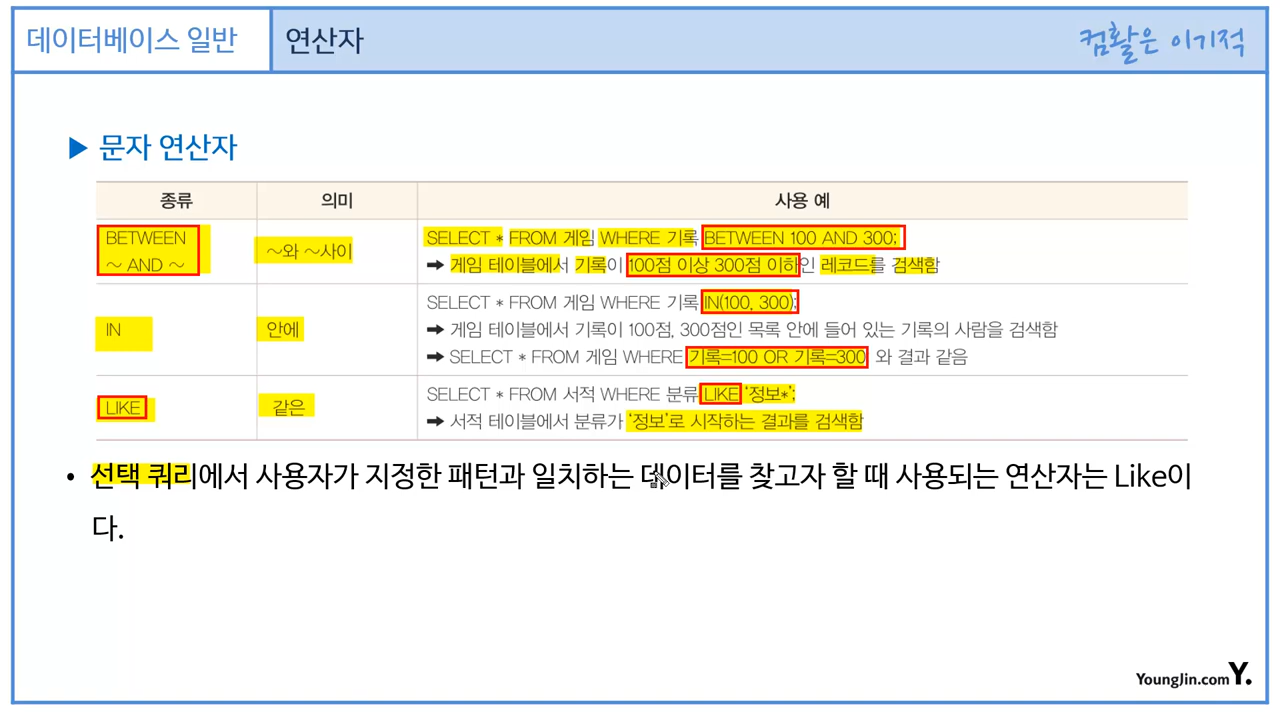 데이터베이스 일반
연산자
컴활은 이기적
▶ 문자 연산자
종류 의미 사용 예
BETWEEN
~ AND ~
~와 ~사이
SELECT * FROM 게임 WHERE 기록 BETWEEN 100 AND 300;
➡ 게임 테이블에서 기록이 100점 이상 300점 이하인 레코드를 검색함
IN
안에
SELECT * FROM 게임 WHERE 기록 IN(100, 300);
➡ 게임 테이블에서 기록이 100점, 300점인 목록 안에 들어 있는 기록의 사람을 검색함
➡ SELECT * FROM 게임 WHERE 기록=100 OR 기록=300 와 결과 같음
LIKE
같은
SELECT * FROM 서적 WHERE 분류 LIKE '정보*';
➡ 서적 테이블에서 분류가 '정보'로 시작하는 결과를 검색함
• 선택 쿼리에서 사용자가 지정한 패턴과 일치하는 데이터를 찾고자 할 때 사용되는 연산자는 Like이
다.
YoungJin.com Y.